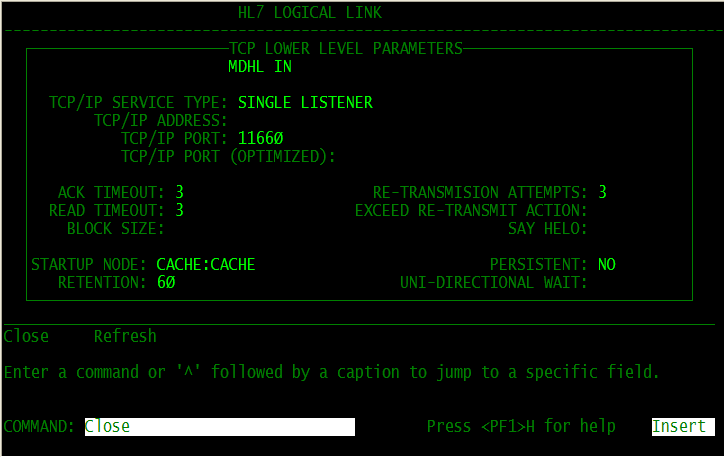 HL7 LOGICAL LINK
TCP LOWER LEVEL PARAMETERS
MDHL IN
TCP/IP SERVICE TYPE: SINGLE LISTENER
TCP/IP ADDRESS:
TCP/IP PORT: 11660
TCP/IP PORT (OPTIMIZED):
ACK TIMEOUT: 3 RE-TRANSMISION ATTEMPTS: 3
READ TIMEOUT: 3 EXCEED RE-TRANSMIT ACTION:
BLOCK SIZE: SAY HELO:
STARTUP NODE: CACHE:CACHE PERSISTENT: NO
RETENTION: 60 UNI-DIRECTIONAL WAIT:
Close Refresh
Enter a command or '^' followed by a caption to jump to a specific field.
COMMAND: Close Press <PF1>H for help Insert